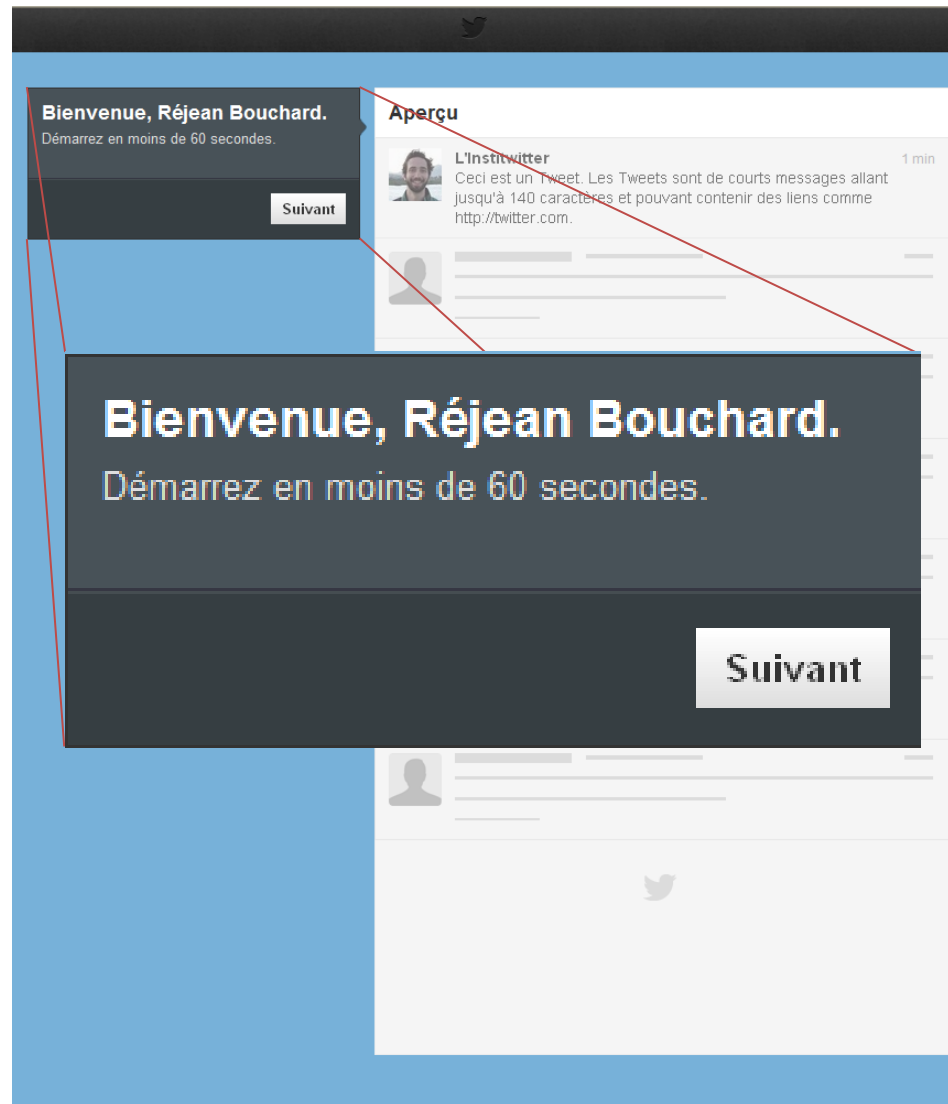 Bienvenue, Réjean Bouchard.
Démarrez en moins de 60 secondes.
Suivant
Aperçu
L'Institwitter
1 min
Ceci est un Tweet. Les Tweets sont de courts messages allant
jusqu'à 140 caractères et pouvant contenir des liens comme
http://twitter.com.
Bienvenue, Réjean Bouchard.
Démarrez en moins de 60 secondes.
Suivant